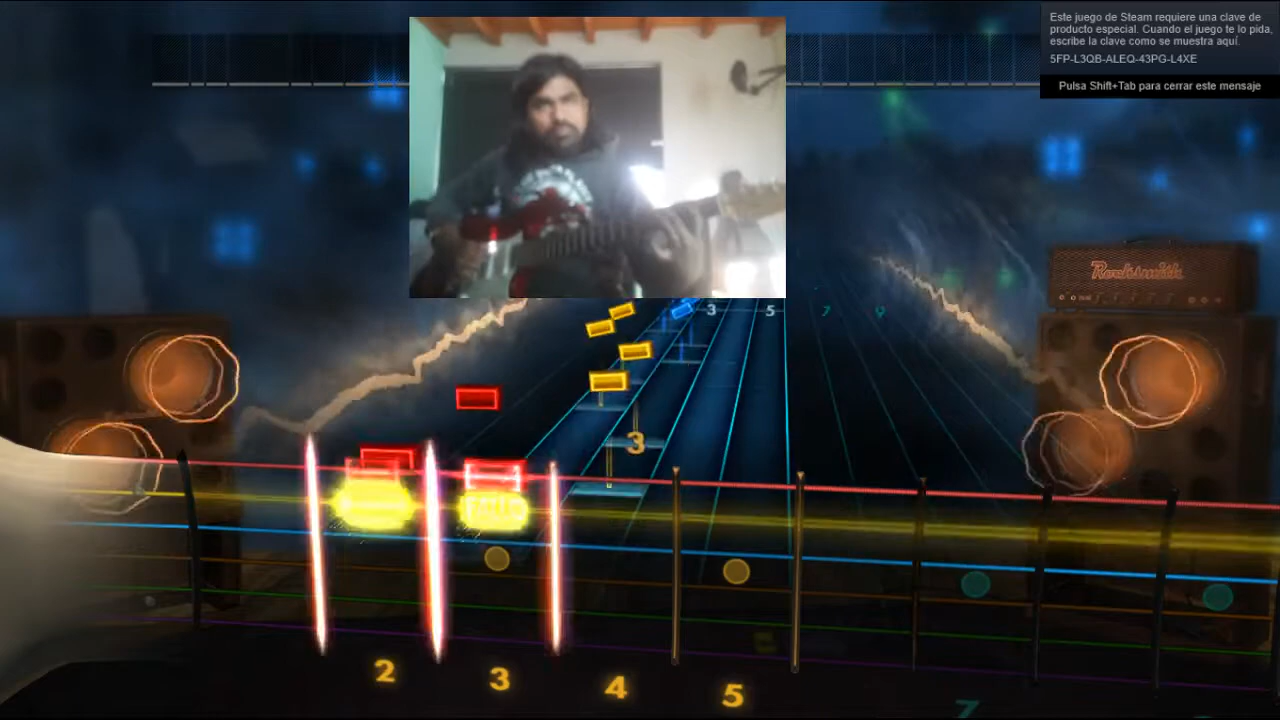 Este juego de Steam requiere una clave de
producto especial. Cuando el juego te lo pida,
escribe la clave como se muestra aquí.
5FP-L3QB-ALEQ-43PG-L4XE
Pulsa Shift+Tab para cerrar este mensaje
Rocksmith
3 5 7 9
3
2 3 4 5 7